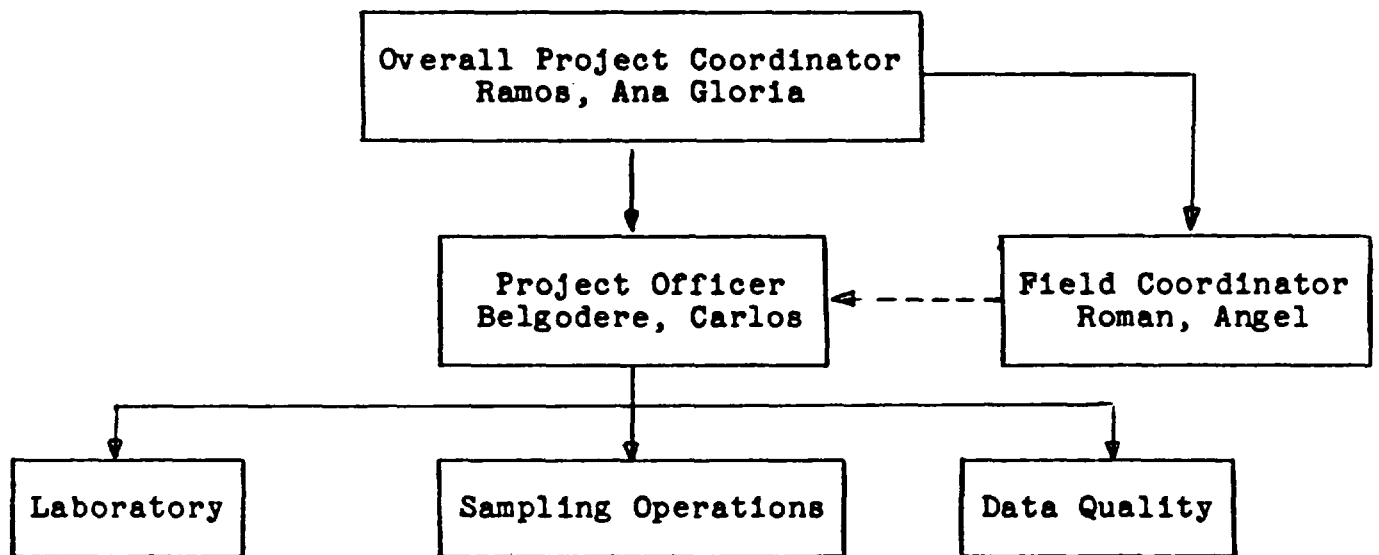 Overall Project Coordinator
Ramos, Ana Gloria
Project Officer
Belgodere, Carlos
Field Coordinator
Roman, Angel
Laboratory
Sampling Operations
Data Quality